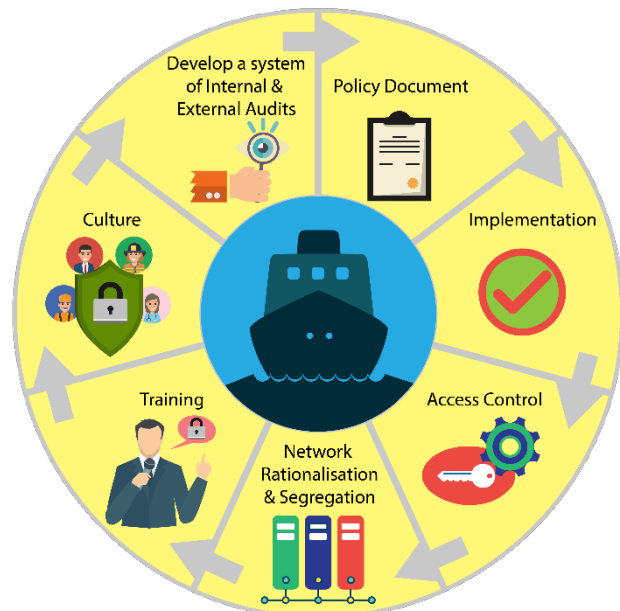 Develop a system
of Internal &
External Audits
Policy Document
Implementation
Access Control
Network
Rationalisation
& Segregation
Training
Culture